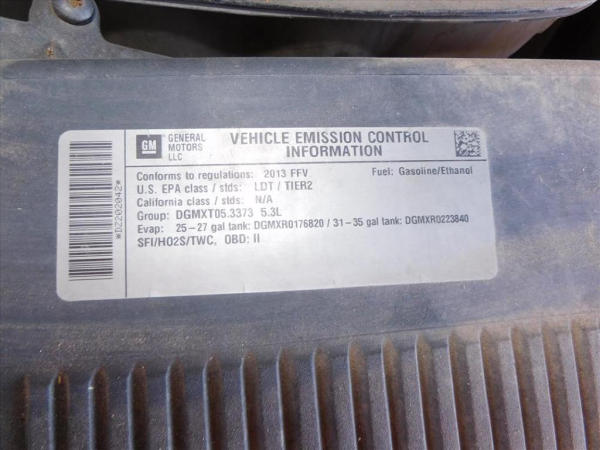 GM
GENERAL
MOTORS
LLC
VEHICLE EMISSION CONTROL
INFORMATION
Conforms to regulations: 2013 FFV Fuel: Gasoline/Ethanol
U.S. EPA class / stds: LDT / TIER2
California class / stds: N/A
Group: DGMXT05.3373 5.3L
Evap: 25-27 gal tank: DGMXR0176820 / 31-35 gal tank: DGMXR0223840
SFI/HO2S/TWC, OBD: II
*DZ202042*